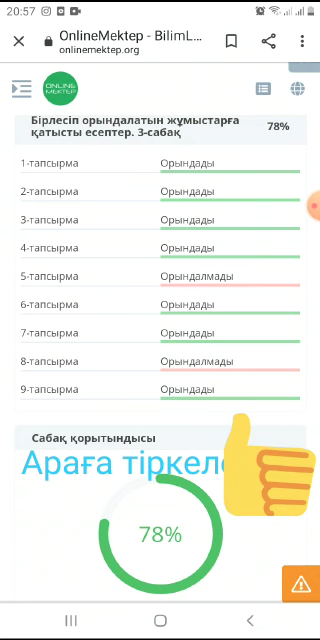 20:57
OnlineMektep - BilimL...
onlinemektep.org
ONLINE
MEKTEP
Бірлесіп орындалатын жұмыстарға
қатысты есептер. 3-сабақ
78%
1-тапсырма Орындады
2-тапсырма Орындады
3-тапсырма Орындады
4-тапсырма Орындады
5-тапсырма Орындалмады
6-тапсырма Орындады
7-тапсырма Орындады
8-тапсырма Орындалмады
9-тапсырма Орындады
Сабақ қорытындысы
Араға тіркел
78%